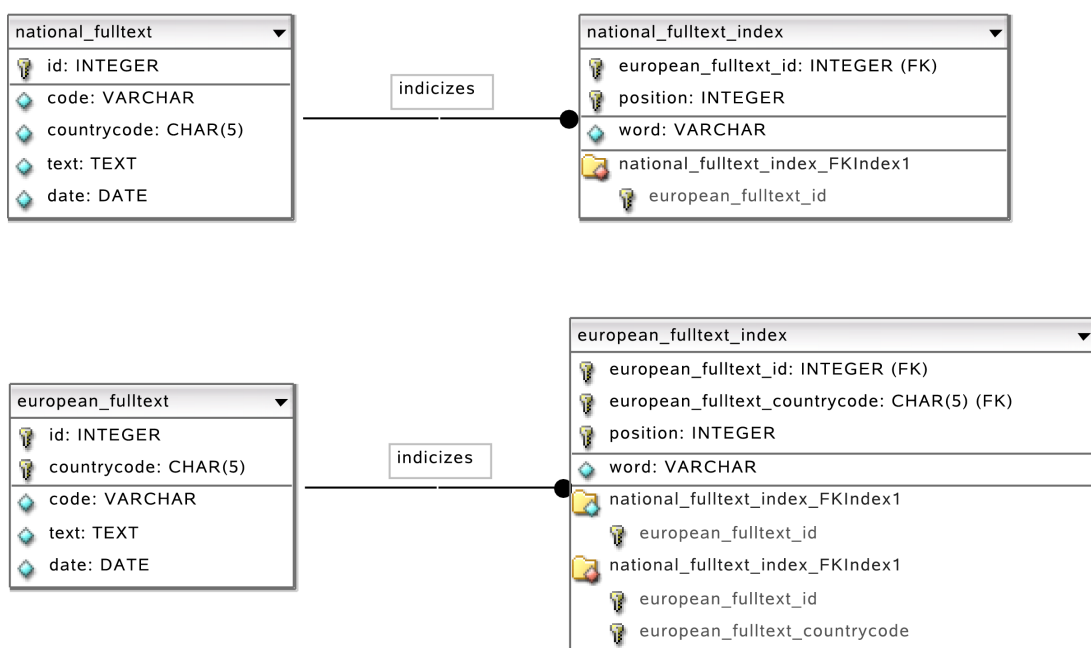 national_fulltext
id: INTEGER
code: VARCHAR
countrycode: CHAR(5)
text: TEXT
date: DATE
indicizes
national_fulltext_index
european_fulltext_id: INTEGER (FK)
position: INTEGER
word: VARCHAR
national_fulltext_index_FKIndex1
european_fulltext_id
european_fulltext
id: INTEGER
countrycode: CHAR(5)
code: VARCHAR
text: TEXT
date: DATE
indicizes
european_fulltext_index
european_fulltext_id: INTEGER (FK)
european_fulltext_countrycode: CHAR(5) (FK)
position: INTEGER
word: VARCHAR
national_fulltext_index_FKIndex1
european_fulltext_id
national_fulltext_index_FKIndex1
european_fulltext_id
european_fulltext_countrycode